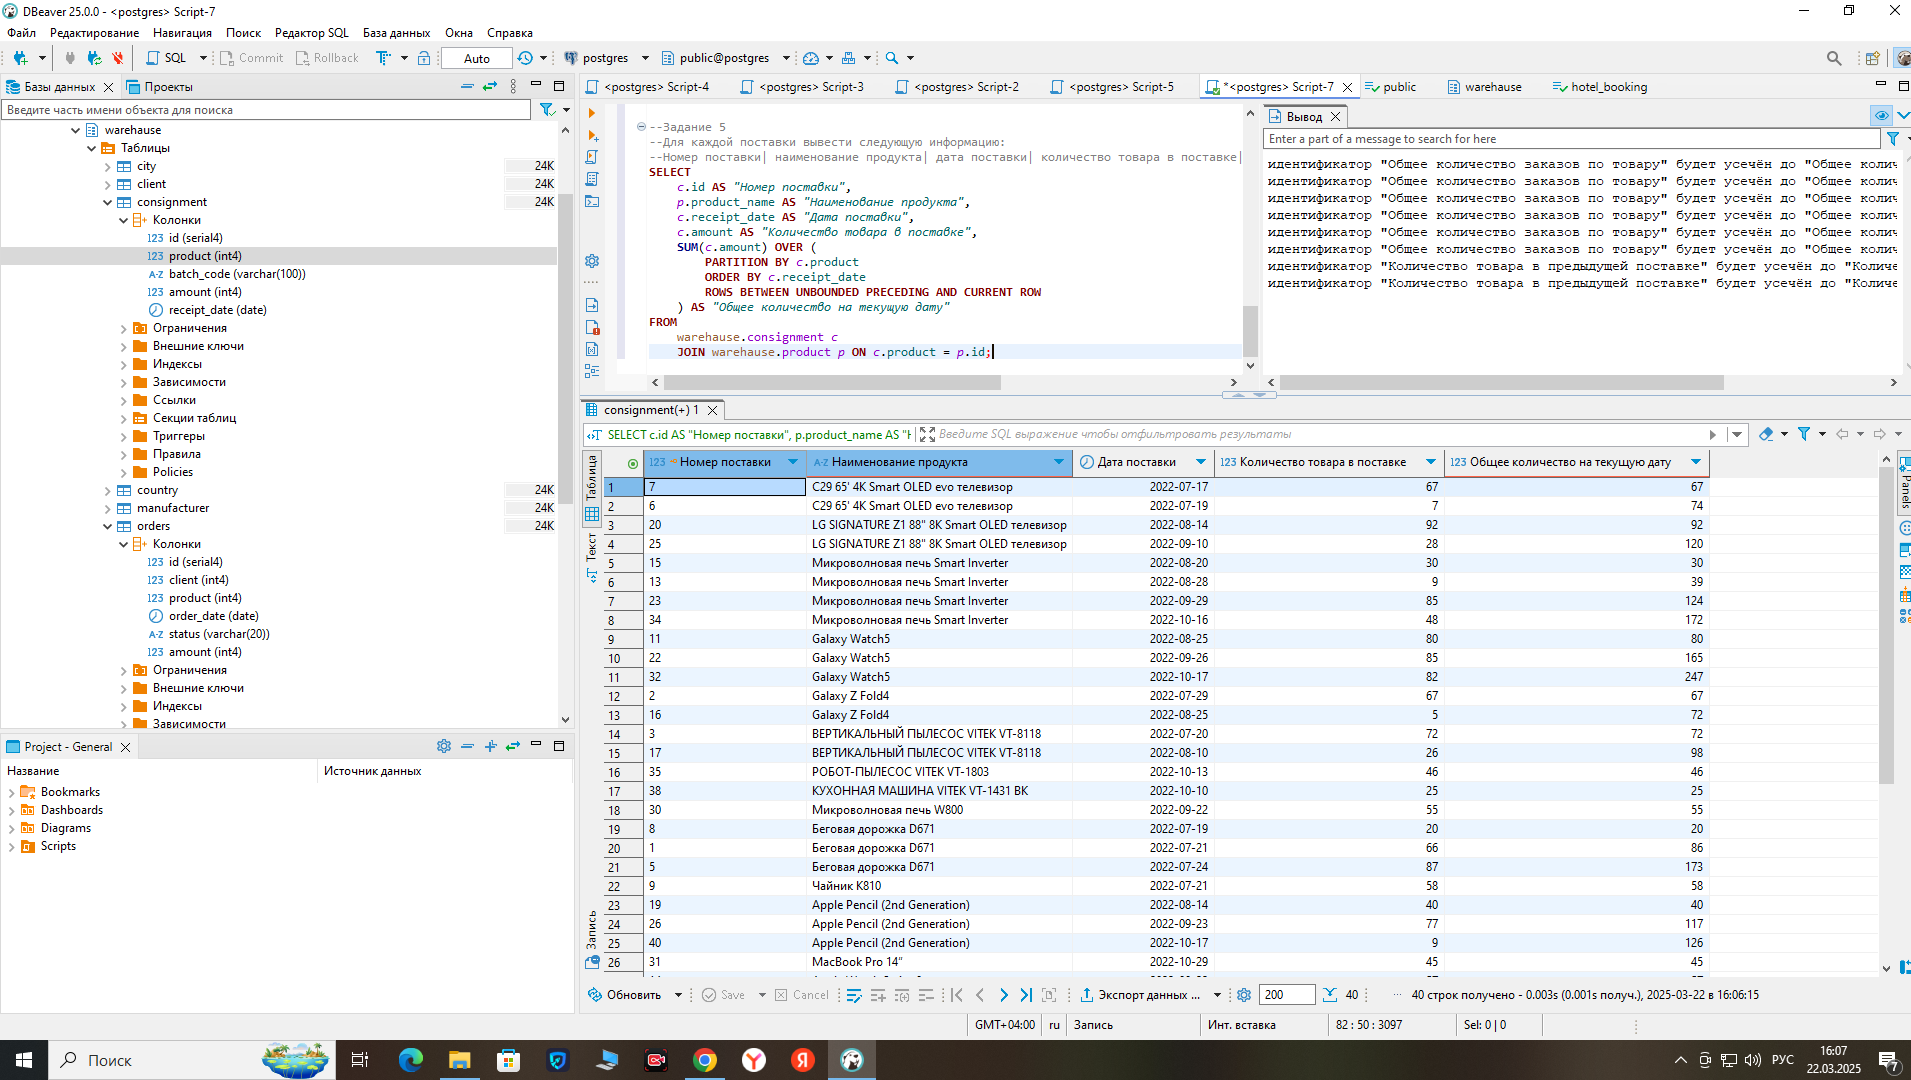 DBeaver 25.0.0 - <postgres> Script-7
Файл Редактирование Навигация Поиск Редактор SQL База данных Окна Справка
SQL Commit Rollback Auto postgres public@postgres
Базы данных Проекты
Введите часть имени объекта для поиска
warehause
Таблицы
city 24K
client 24K
consignment 24K
Колонки
123 id (serial4)
123 product (int4)
A-Z batch_code (varchar(100))
123 amount (int4)
receipt_date (date)
Ограничения
Внешние ключи
Индексы
Зависимости
Ссылки
Секции таблиц
Триггеры
Правила
Policies
country 24K
manufacturer 24K
orders 24K
Колонки
123 id (serial4)
123 client (int4)
123 product (int4)
order_date (date)
A-Z status (varchar(20))
123 amount (int4)
Ограничения
Внешние ключи
Индексы
Зависимости
Project - General
Название Источник данных
Bookmarks
Dashboards
Diagrams
Scripts
<postgres> Script-4 <postgres> Script-3 <postgres> Script-2 <postgres> Script-5 *<postgres> Script-7 public warehause hotel_booking
--Задание 5
--Для каждой поставки вывести следующую информацию:
--Номер поставки| наименование продукта| дата поставки| количество товара в поставке|
SELECT
c.id AS "Номер поставки",
p.product_name AS "Наименование продукта",
c.receipt_date AS "Дата поставки",
c.amount AS "Количество товара в поставке",
SUM(c.amount) OVER (
PARTITION BY c.product
ORDER BY c.receipt_date
ROWS BETWEEN UNBOUNDED PRECEDING AND CURRENT ROW
) AS "Общее количество на текущую дату"
FROM
warehause.consignment c
JOIN warehause.product p ON c.product = p.id;
Вывод
Enter a part of a message to search for here
идентификатор "Общее количество заказов по товару" будет усечён до "Общее колич
идентификатор "Общее количество заказов по товару" будет усечён до "Общее колич
идентификатор "Общее количество заказов по товару" будет усечён до "Общее колич
идентификатор "Общее количество заказов по товару" будет усечён до "Общее колич
идентификатор "Общее количество заказов по товару" будет усечён до "Общее колич
идентификатор "Общее количество заказов по товару" будет усечён до "Общее колич
идентификатор "Количество товара в предыдущей поставке" будет усечён до "Количе
идентификатор "Количество товара в предыдущей поставке" будет усечён до "Количе
consignment(+) 1
SELECT c.id AS "Номер поставки", p.product_name AS "Н Введите SQL выражение чтобы отфильтровать результаты
Таблица
Текст
Запись
Panels
123 Номер поставки A-Z Наименование продукта Дата поставки 123 Количество товара в поставке 123 Общее количество на текущую дату
1 7 C29 65' 4K Smart OLED evo телевизор 2022-07-17 67 67
2 6 C29 65' 4K Smart OLED evo телевизор 2022-07-19 7 74
3 20 LG SIGNATURE Z1 88" 8K Smart OLED телевизор 2022-08-14 92 92
4 25 LG SIGNATURE Z1 88" 8K Smart OLED телевизор 2022-09-10 28 120
5 15 Микроволновая печь Smart Inverter 2022-08-20 30 30
6 13 Микроволновая печь Smart Inverter 2022-08-28 9 39
7 23 Микроволновая печь Smart Inverter 2022-09-29 85 124
8 34 Микроволновая печь Smart Inverter 2022-10-16 48 172
9 11 Galaxy Watch5 2022-08-25 80 80
10 22 Galaxy Watch5 2022-09-26 85 165
11 32 Galaxy Watch5 2022-10-17 82 247
12 2 Galaxy Z Fold4 2022-07-29 67 67
13 16 Galaxy Z Fold4 2022-08-25 5 72
14 3 ВЕРТИКАЛЬНЫЙ ПЫЛЕСОС VITEK VT-8118 2022-07-20 72 72
15 17 ВЕРТИКАЛЬНЫЙ ПЫЛЕСОС VITEK VT-8118 2022-08-10 26 98
16 35 РОБОТ-ПЫЛЕСОС VITEK VT-1803 2022-10-13 46 46
17 38 КУХОННАЯ МАШИНА VITEK VT-1431 BK 2022-10-10 25 25
18 30 Микроволновая печь W800 2022-09-22 55 55
19 8 Беговая дорожка D671 2022-07-19 20 20
20 1 Беговая дорожка D671 2022-07-21 66 86
21 5 Беговая дорожка D671 2022-07-24 87 173
22 9 Чайник K810 2022-07-21 58 58
23 19 Apple Pencil (2nd Generation) 2022-08-14 40 40
24 26 Apple Pencil (2nd Generation) 2022-09-23 77 117
25 40 Apple Pencil (2nd Generation) 2022-10-17 9 126
26 31 MacBook Pro 14" 2022-10-29 45 45
Обновить Save Cancel Экспорт данных ... 200 40 ... 40 строк получено - 0.003s (0.001s получ.), 2025-03-22 в 16:06:15
GMT+04:00 ru Запись Инт. вставка 82 : 50 : 3097 Sel: 0 | 0
Поиск
РУС
16:07
22.03.2025
7